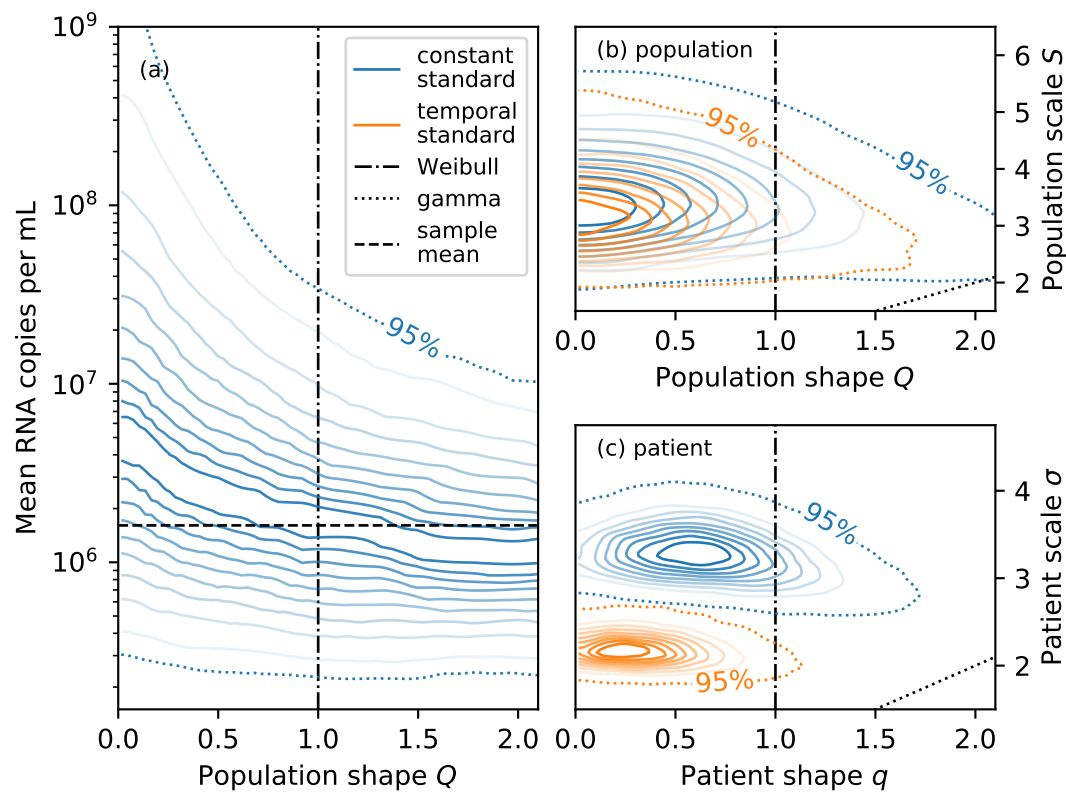 (a)
constant
standard
temporal
standard
Weibull
gamma
sample
mean
95%
10^9
10^8
10^7
10^6
Mean RNA copies per mL
0.0 0.5 1.0 1.5 2.0
Population shape Q
(b) population
95%
95%
6
5
4
3
2
Population scale S
0.0 0.5 1.0 1.5 2.0
Population shape Q
(c) patient
95%
95%
4
3
2
Patient scale σ
0.0 0.5 1.0 1.5 2.0
Patient shape q